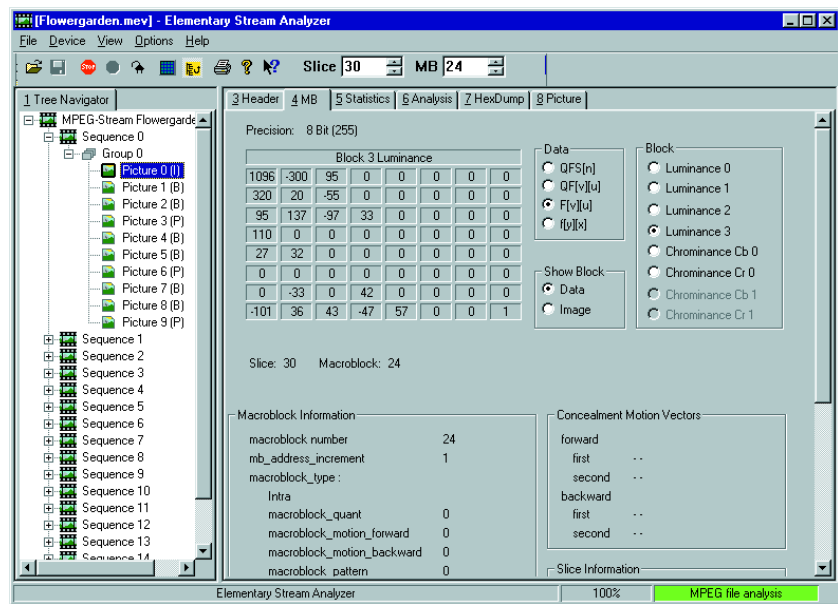 [Flowergarden.mev] - Elementary Stream Analyzer
File Device View Options Help
STOP Slice 30 MB 24
1 Tree Navigator
MPEG-Stream Flowergarde
Sequence 0
Group 0
Picture 0 (I)
Picture 1 (B)
Picture 2 (B)
Picture 3 (P)
Picture 4 (B)
Picture 5 (B)
Picture 6 (P)
Picture 7 (B)
Picture 8 (B)
Picture 9 (P)
Sequence 1
Sequence 2
Sequence 3
Sequence 4
Sequence 5
Sequence 6
Sequence 7
Sequence 8
Sequence 9
Sequence 10
Sequence 11
Sequence 12
Sequence 13
Sequence 14
3 Header 4 MB 5 Statistics 6 Analysis 7 HexDump 8 Picture
Precision: 8 Bit (255)
Block 3 Luminance
1096 -300 95 0 0 0 0 0
320 20 -55 0 0 0 0 0
95 137 -97 33 0 0 0 0
110 0 0 0 0 0 0 0
27 32 0 0 0 0 0 0
0 0 0 0 0 0 0 0
0 -33 0 42 0 0 0 0
-101 36 43 -47 57 0 0 1
Data
QFS[n]
QF[v][u]
F[v][u]
f[y][x]
Show Block
Data
Image
Block
Luminance 0
Luminance 1
Luminance 2
Luminance 3
Chrominance Cb 0
Chrominance Cr 0
Chrominance Cb 1
Chrominance Cr 1
Slice: 30 Macroblock: 24
Macroblock Information
macroblock number 24
mb_address_increment 1
macroblock_type :
Intra
macroblock_quant 0
macroblock_motion_forward 0
macroblock_motion_backward 0
macroblock_pattern 0
Concealment Motion Vectors
forward
first - -
second - -
backward
first - -
second - -
Slice Information
Elementary Stream Analyzer 100% MPEG file analysis